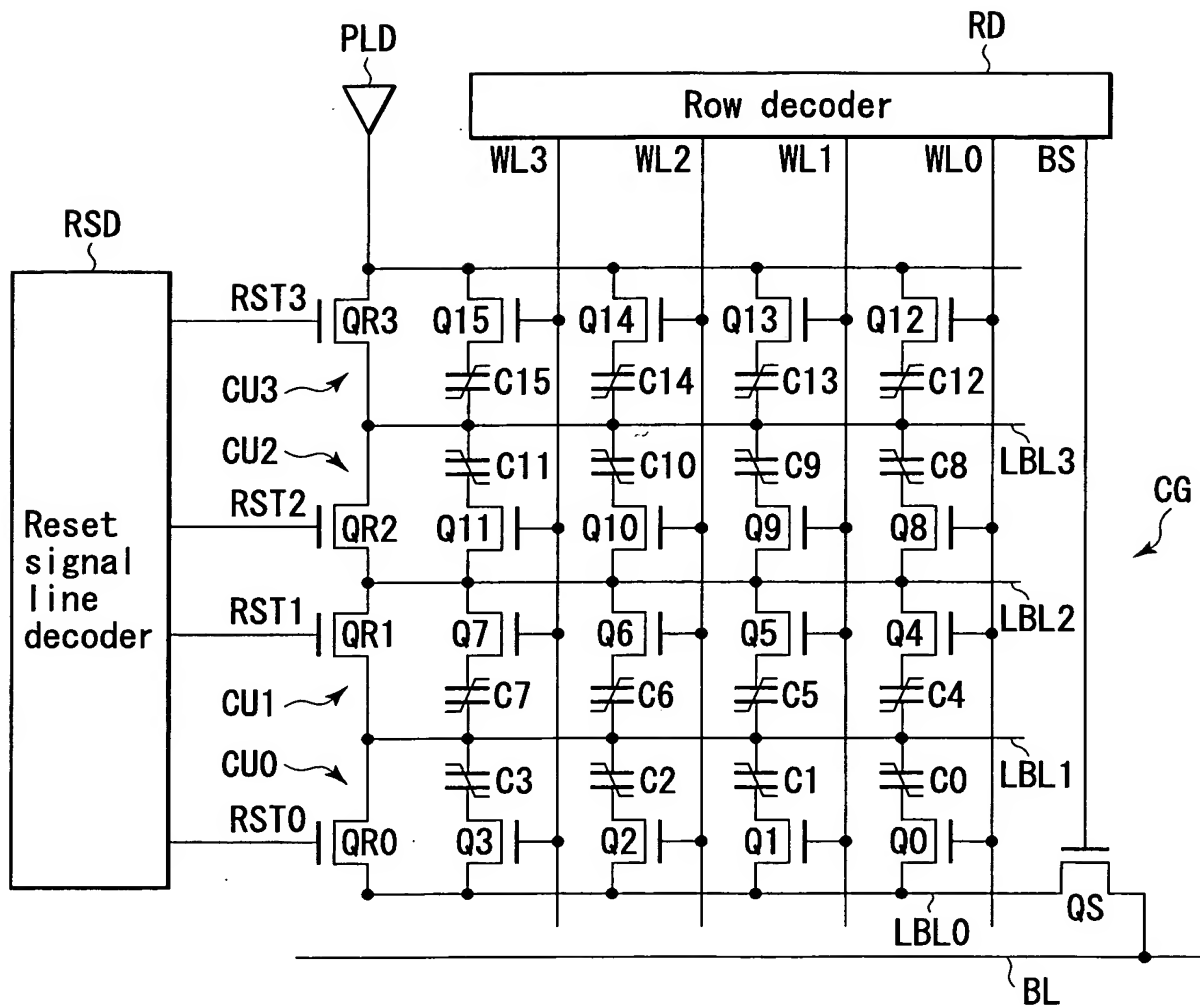 PLD
RD
Row decoder
WL3 WL2 WL1 WL0 BS
RSD
RST3 QR3 Q15 Q14 Q13 Q12
CU3 C15 C14 C13 C12
CU2 C11 C10 C9 C8 LBL3
CG
RST2 QR2 Q11 Q10 Q9 Q8
Reset
signal
line
decoder
RST1 QR1 Q7 Q6 Q5 Q4 LBL2
CU1 C7 C6 C5 C4
CU0 C3 C2 C1 C0 LBL1
RST0 QR0 Q3 Q2 Q1 Q0
QS
LBL0
BL